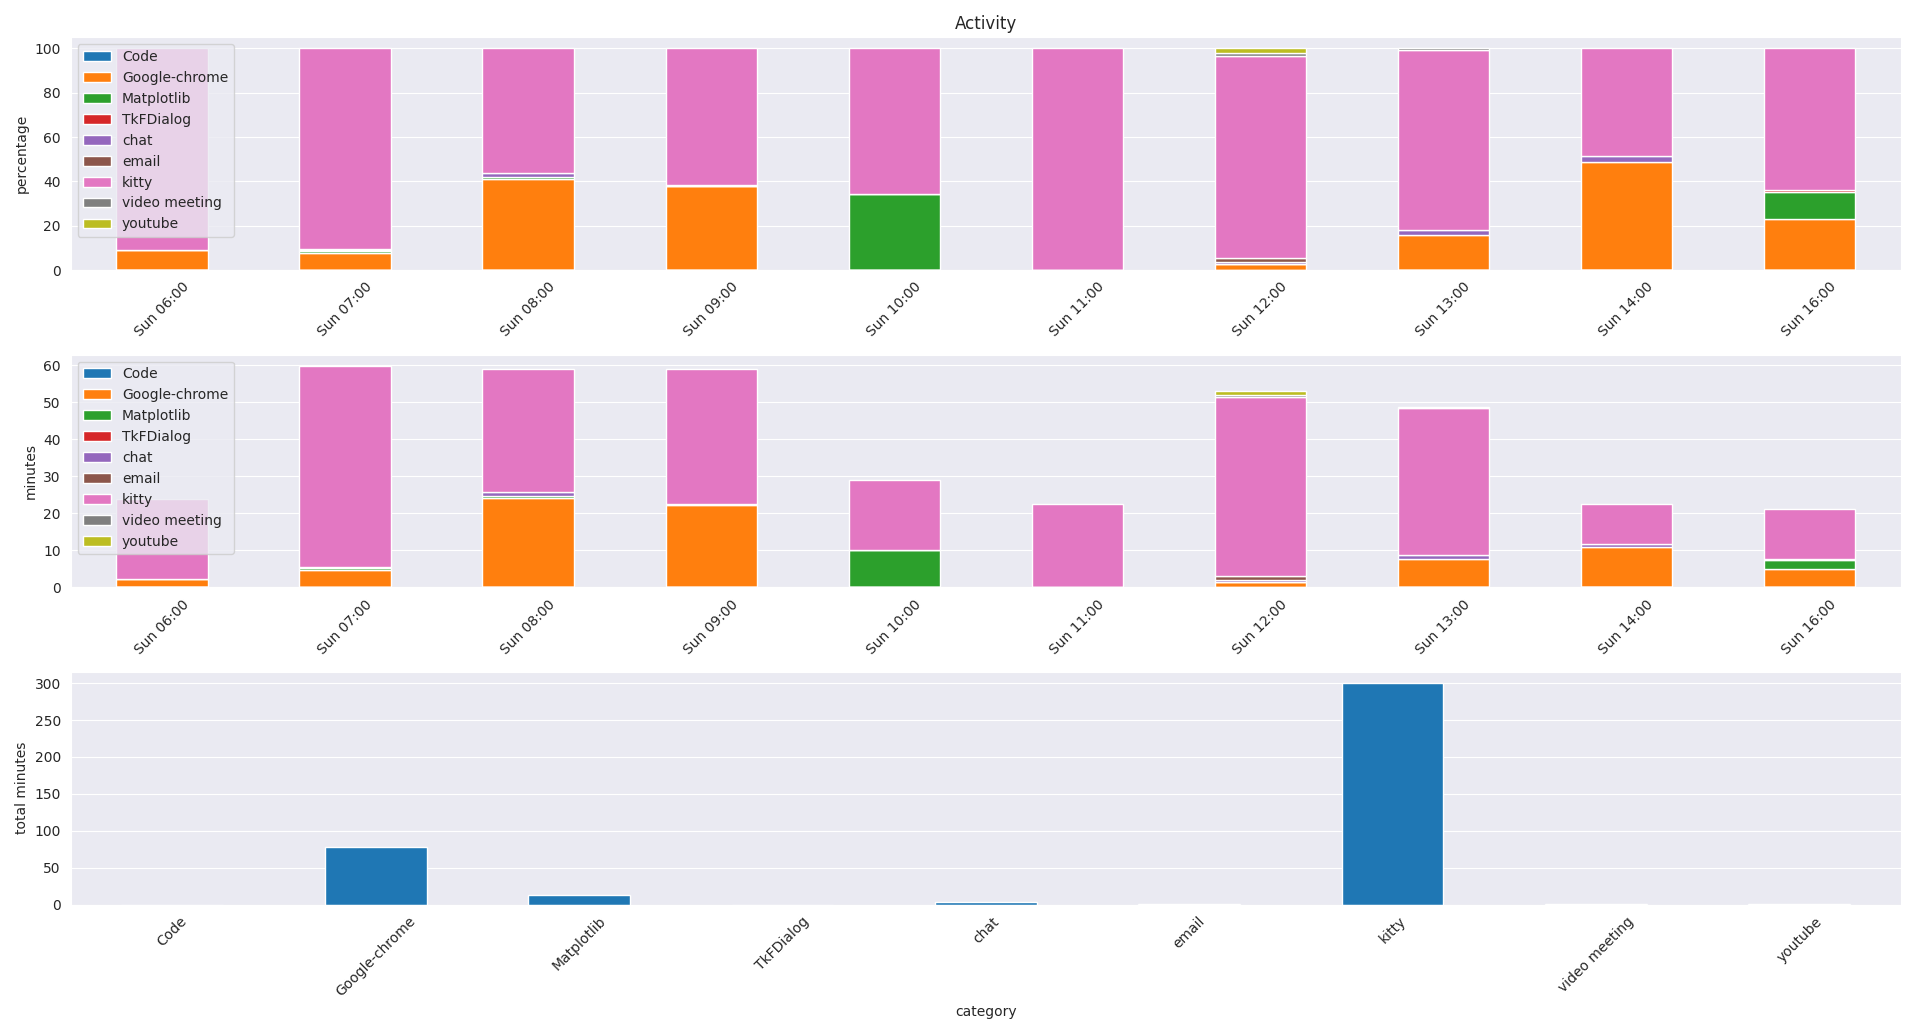 Activity
percentage
100
80
60
40
20
0
Code
Google-chrome
Matplotlib
TkFDialog
chat
email
kitty
video meeting
youtube
Sun 06:00
Sun 07:00
Sun 08:00
Sun 09:00
Sun 10:00
Sun 11:00
Sun 12:00
Sun 13:00
Sun 14:00
Sun 16:00
minutes
60
50
40
30
20
10
0
Code
Google-chrome
Matplotlib
TkFDialog
chat
email
kitty
video meeting
youtube
Sun 06:00
Sun 07:00
Sun 08:00
Sun 09:00
Sun 10:00
Sun 11:00
Sun 12:00
Sun 13:00
Sun 14:00
Sun 16:00
total minutes
300
250
200
150
100
50
0
Code
Google-chrome
Matplotlib
TkFDialog
chat
email
kitty
video meeting
youtube
category